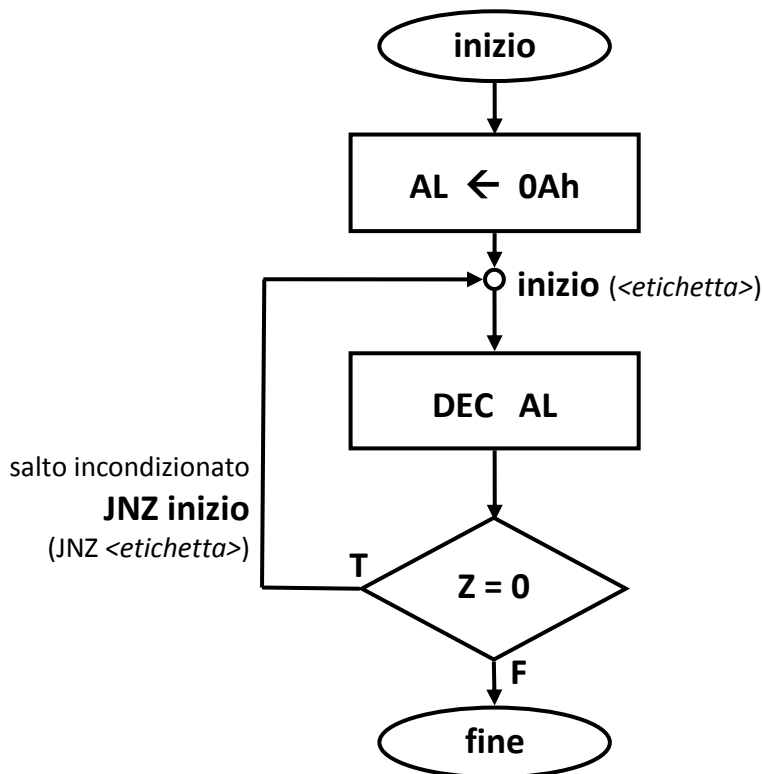 inizio
AL ← 0Ah
inizio (<etichetta>)
DEC AL
salto incondizionato
JNZ inizio
(JNZ <etichetta>)
T
Z = 0
F
fine